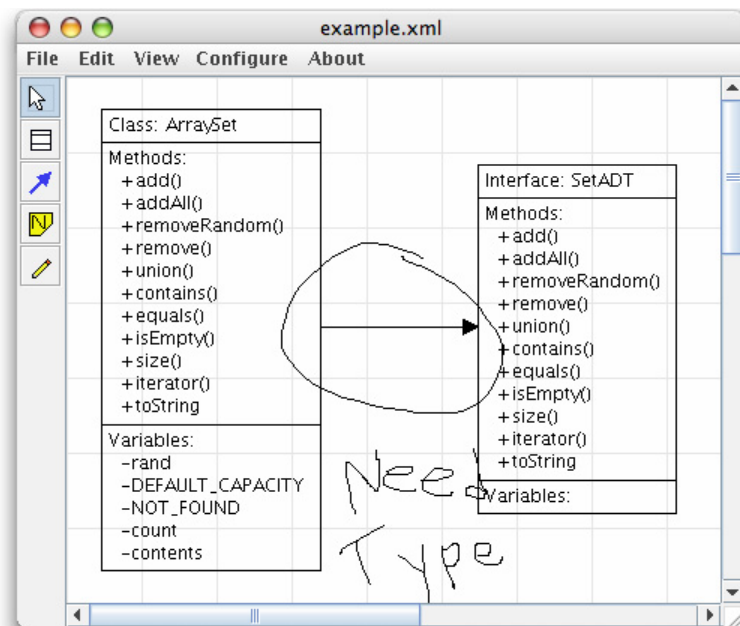 example.xml
File Edit View Configure About
N
Class: ArraySet
Methods:
+add()
+addAll()
+removeRandom()
+remove()
+union()
+contains()
+equals()
+isEmpty()
+size()
+iterator()
+toString
Variables:
-rand
-DEFAULT_CAPACITY
-NOT_FOUND
-count
-contents
Interface: SetADT
Methods:
+add()
+addAll()
+removeRandom()
+remove()
+union()
+contains()
+equals()
+isEmpty()
+size()
+iterator()
+toString
Variables:
Need
Type